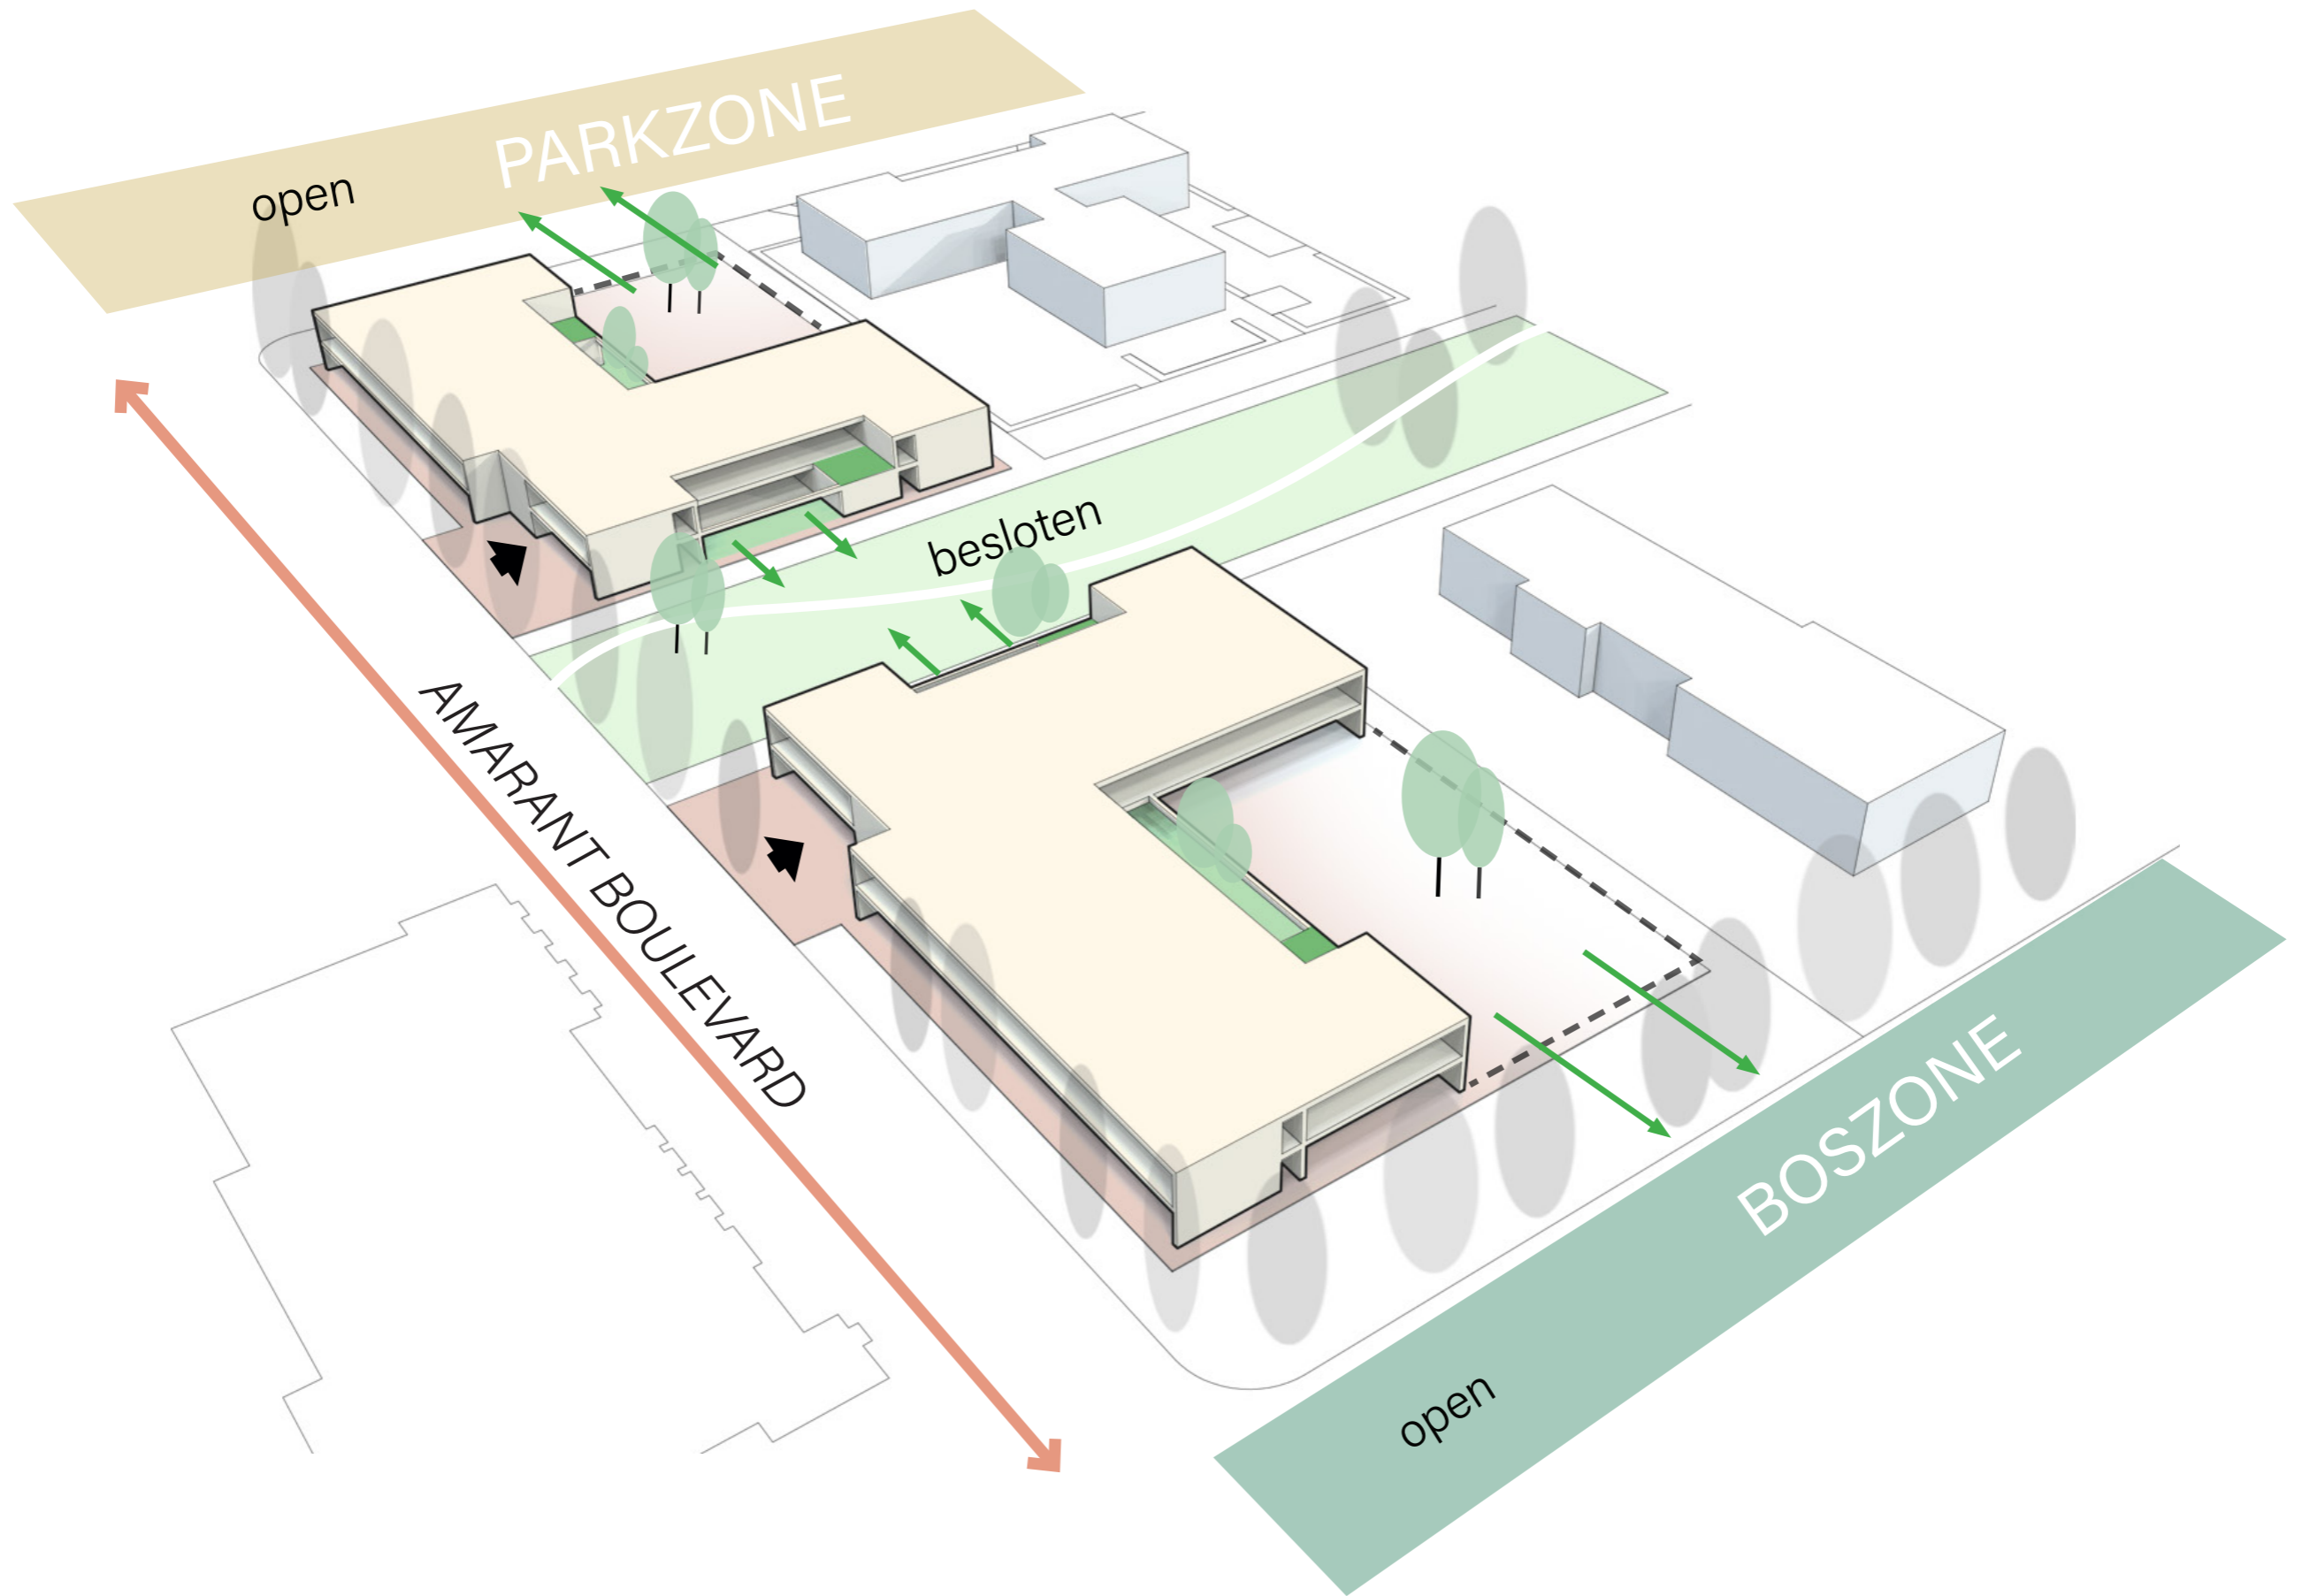 PARKZONE
open
besloten
AMARANT BOULEVARD
BOSZONE
open